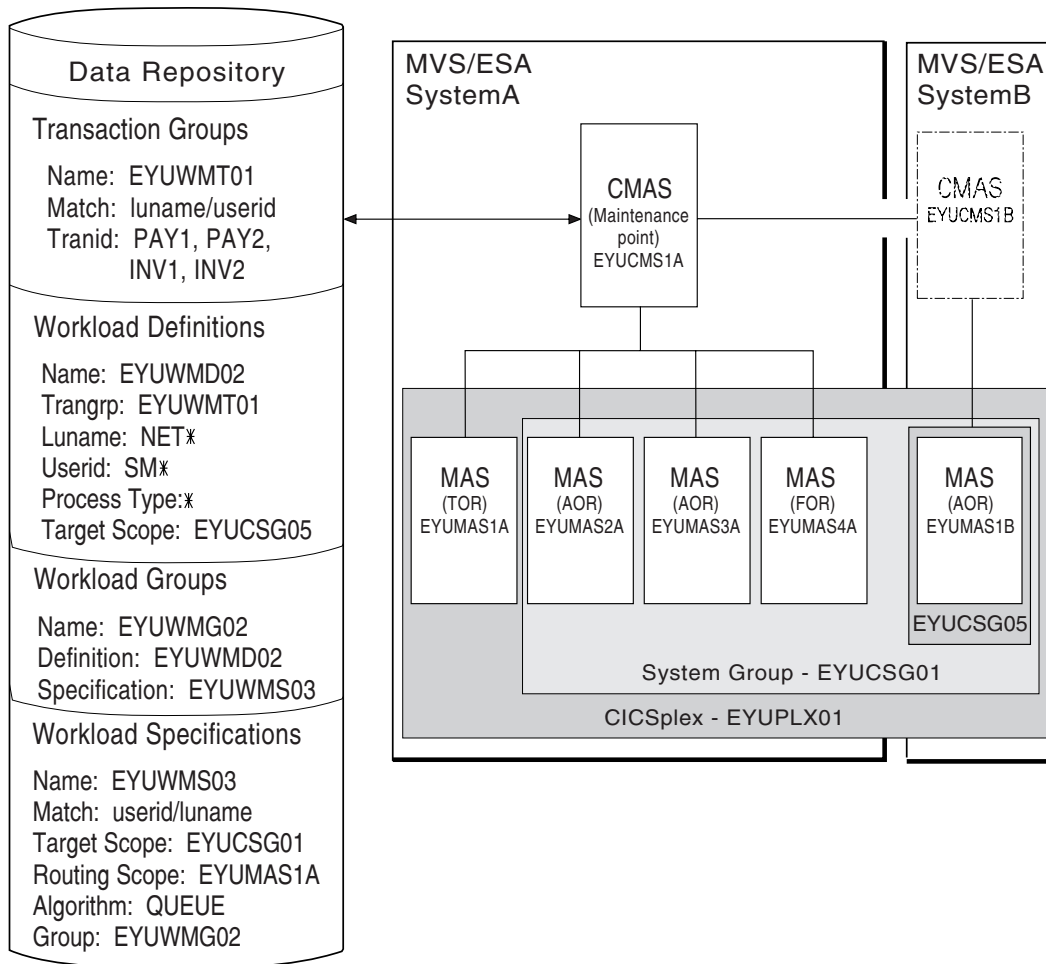 Data Repository
Transaction Groups
Name: EYUWMT01
Match: luname/userid
Tranid: PAY1, PAY2,
INV1, INV2
Workload Definitions
Name: EYUWMD02
Trangrp: EYUWMT01
Luname: NET*
Userid: SM*
Process Type:*
Target Scope: EYUCSG05
Workload Groups
Name: EYUWMG02
Definition: EYUWMD02
Specification: EYUWMS03
Workload Specifications
Name: EYUWMS03
Match: userid/luname
Target Scope: EYUCSG01
Routing Scope: EYUMAS1A
Algorithm: QUEUE
Group: EYUWMG02
MVS/ESA
SystemA
CMAS
(Maintenance
point)
EYUCMS1A
MVS/ESA
SystemB
CMAS
EYUCMS1B
MAS
(TOR)
EYUMAS1A
MAS
(AOR)
EYUMAS2A
MAS
(AOR)
EYUMAS3A
MAS
(FOR)
EYUMAS4A
MAS
(AOR)
EYUMAS1B
EYUCSG05
System Group - EYUCSG01
CICSplex - EYUPLX01